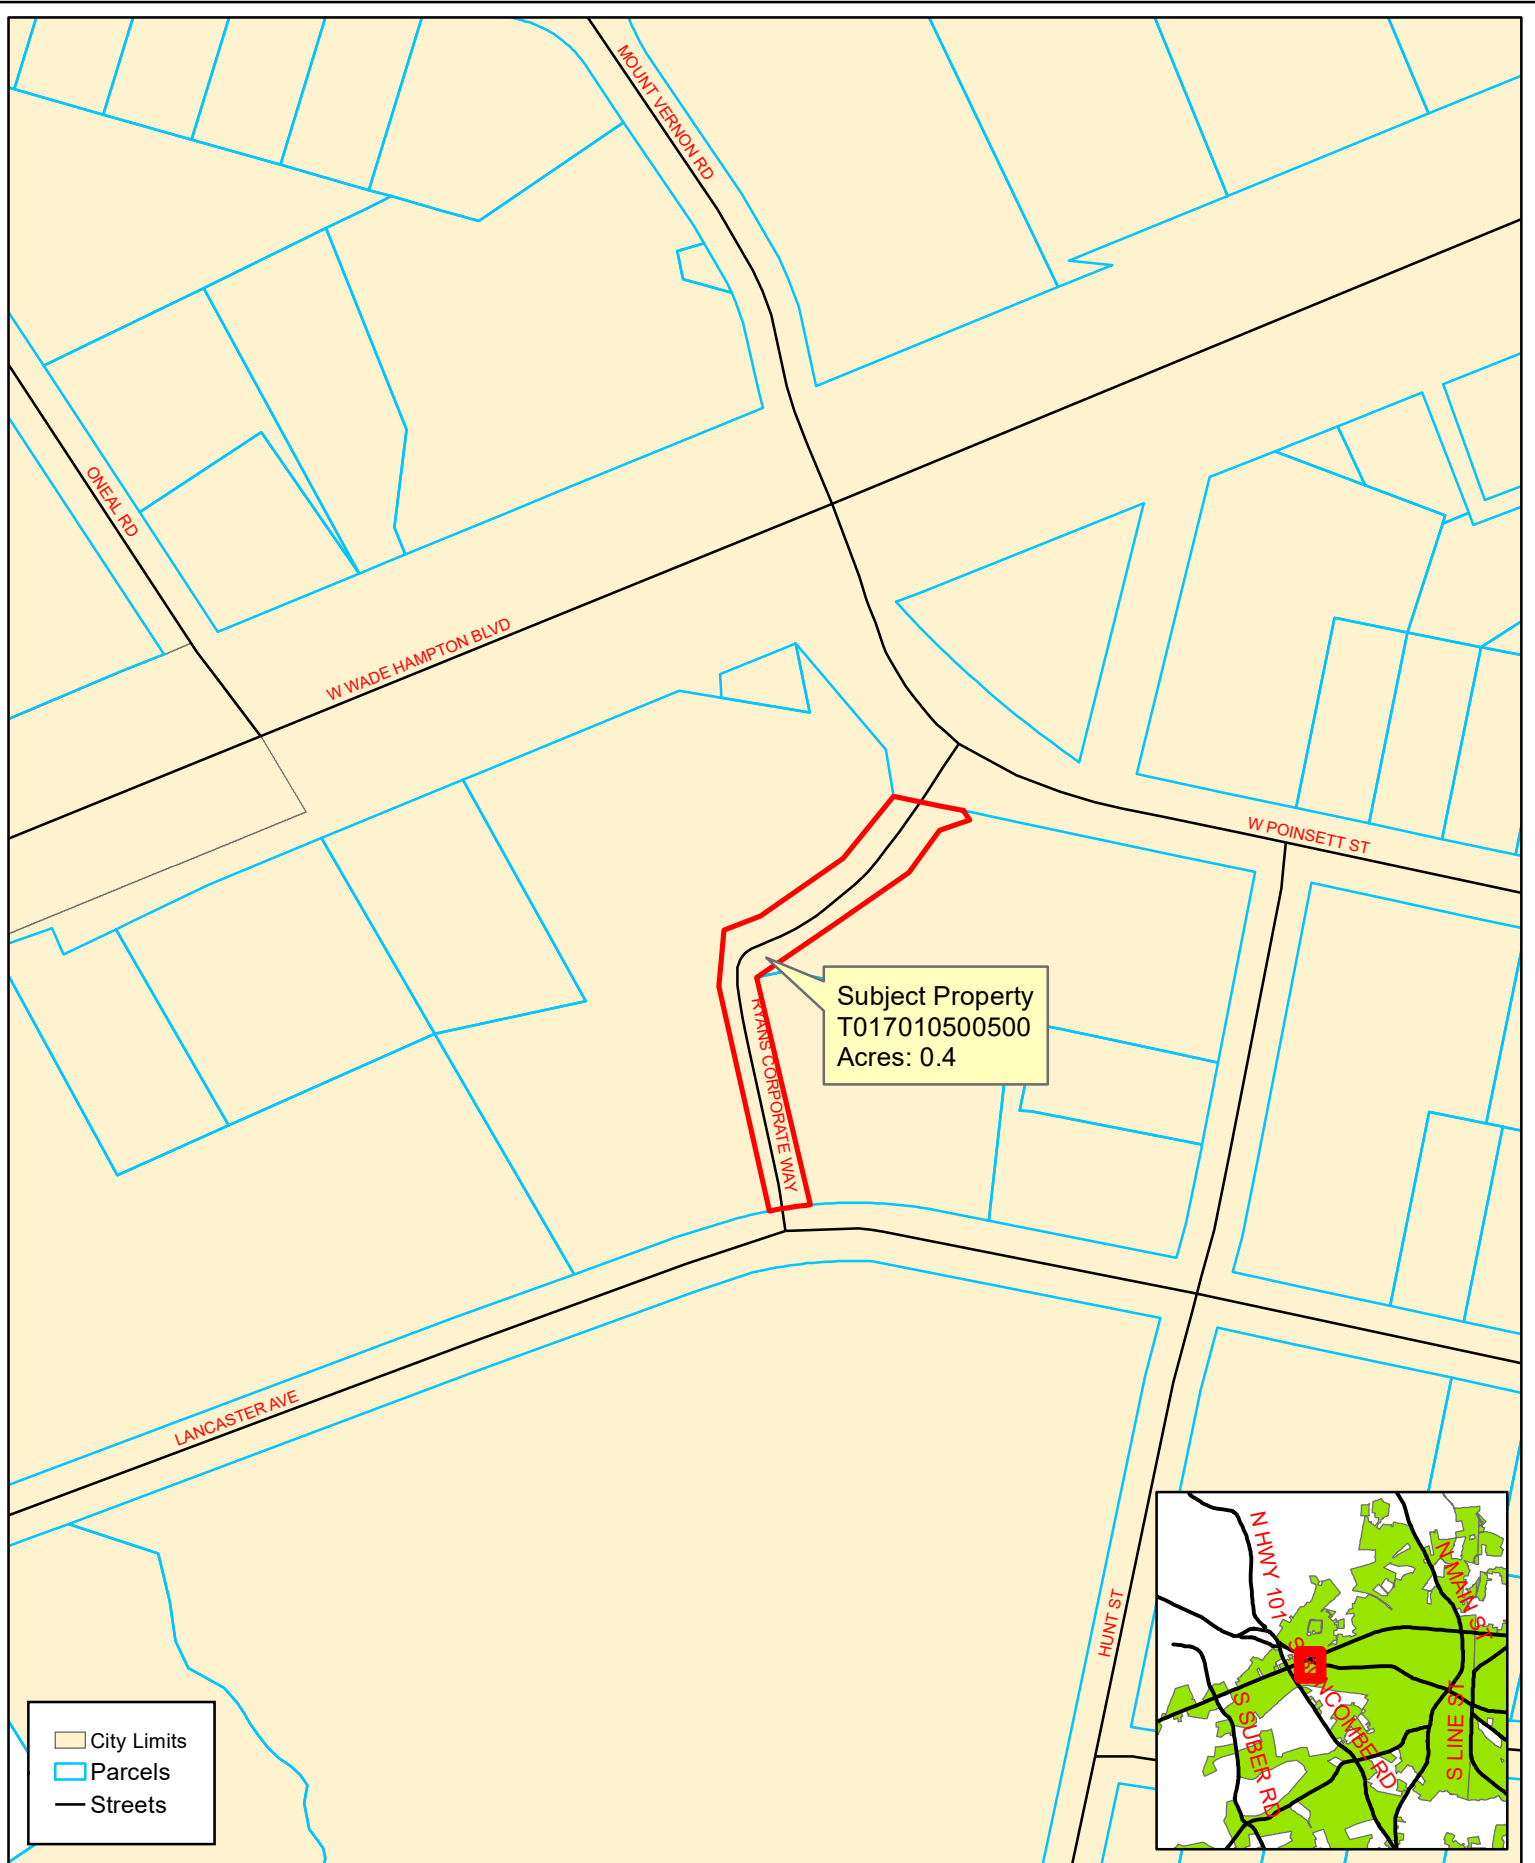 MOUNT VERNON RD
ONEAL RD
W WADE HAMPTON BLVD
W POINSETT ST
Subject Property
T017010500500
Acres: 0.4
RYANS CORPORATE WAY
LANCASTER AVE
HUNT ST
N HWY 101
N MAIN ST
S SUBER RD
S LINE ST
City Limits
Parcels
Streets